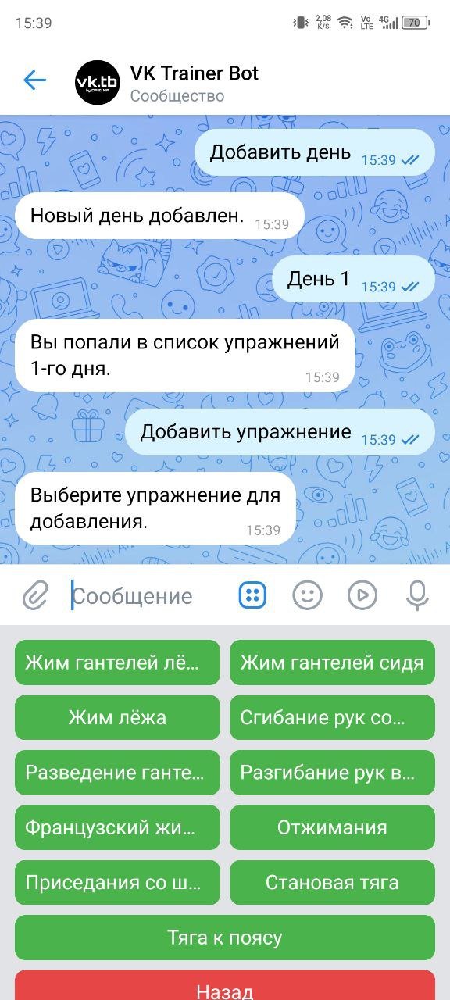 15:39
2,08 K/S
Vo LTE
4G
70
vk.tb
VK Trainer Bot
Сообщество
Добавить день 15:39
Новый день добавлен. 15:39
День 1 15:39
Вы попали в список упражнений
1-го дня. 15:39
Добавить упражнение 15:39
Выберите упражнение для
добавления. 15:39
Сообщение
Жим гантелей лё... Жим гантелей сидя
Жим лёжа Сгибание рук со...
Разведение ганте... Разгибание рук в...
Французский жи... Отжимания
Приседания со ш... Становая тяга
Тяга к поясу
Назад